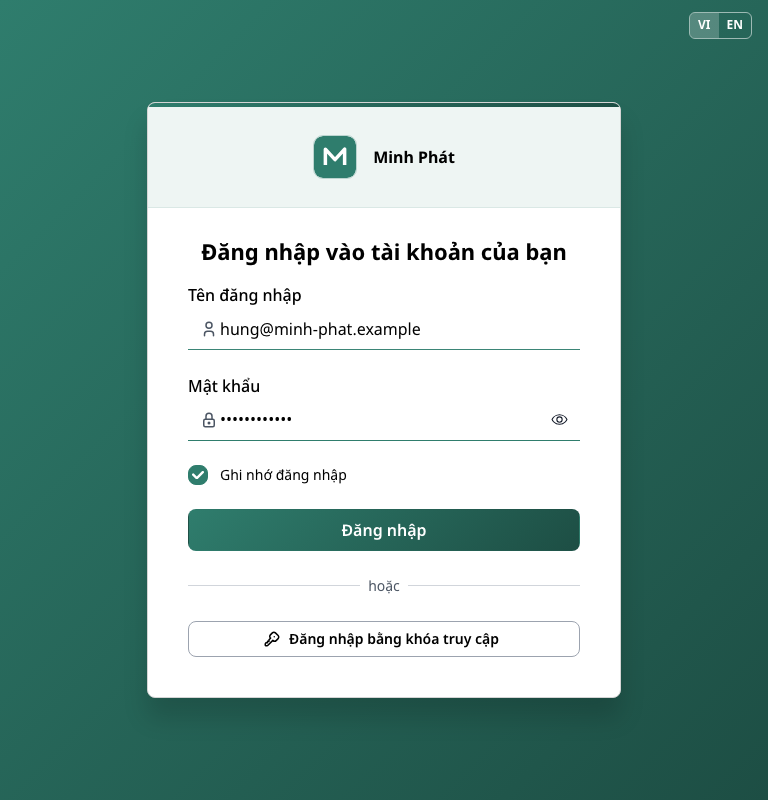 VI EN
Minh Phát
Đăng nhập vào tài khoản của bạn
Tên đăng nhập
hung@minh-phat.example
Mật khẩu
••••••••••••
Ghi nhớ đăng nhập
Đăng nhập
hoặc
Đăng nhập bằng khóa truy cập